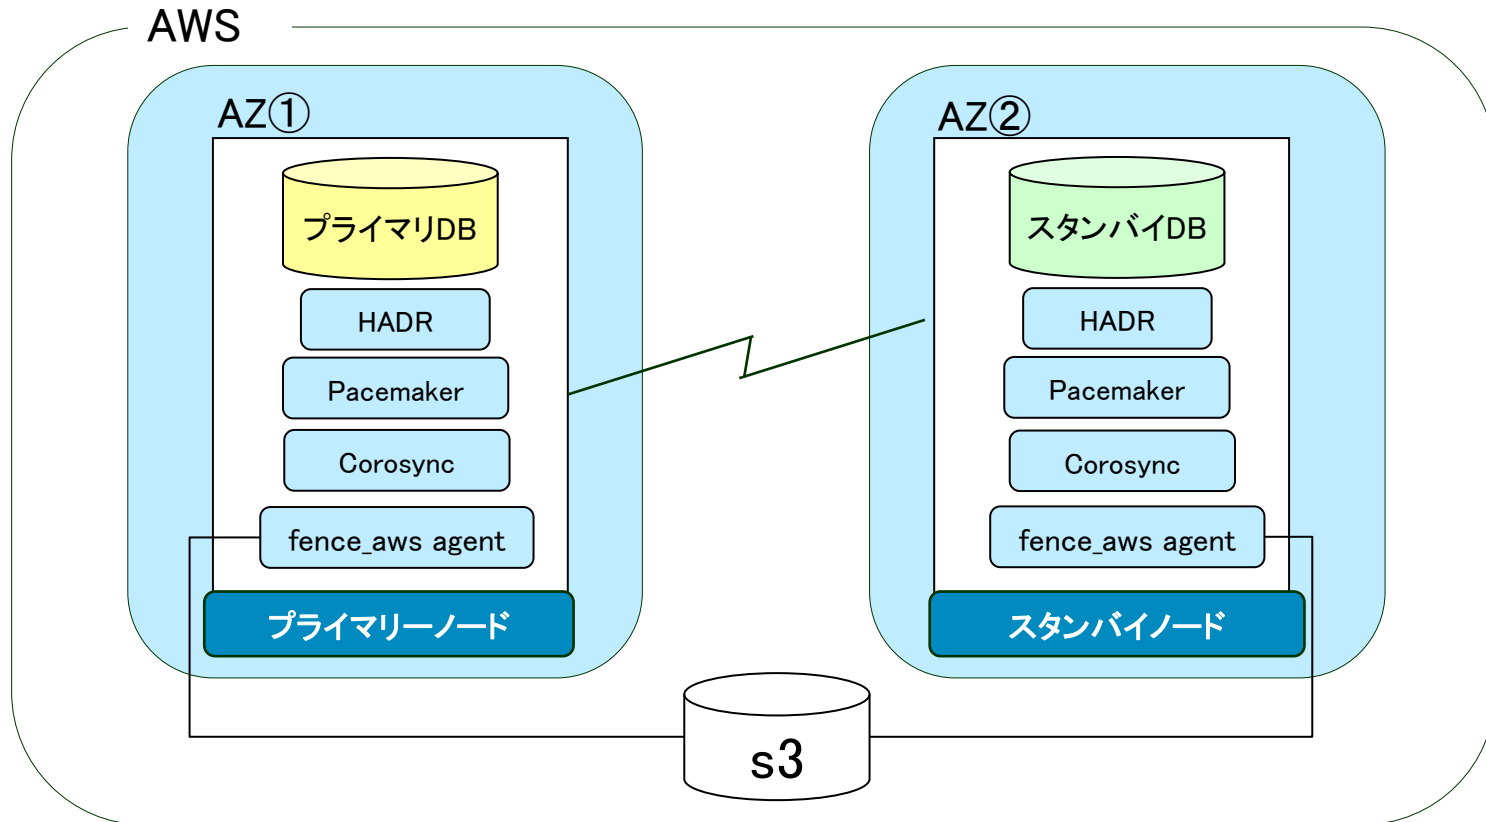 AWS
AZ①
プライマリDB
HADR
Pacemaker
Corosync
fence_aws agent
プライマリーノード
AZ②
スタンバイDB
HADR
Pacemaker
Corosync
fence_aws agent
スタンバイノード
s3